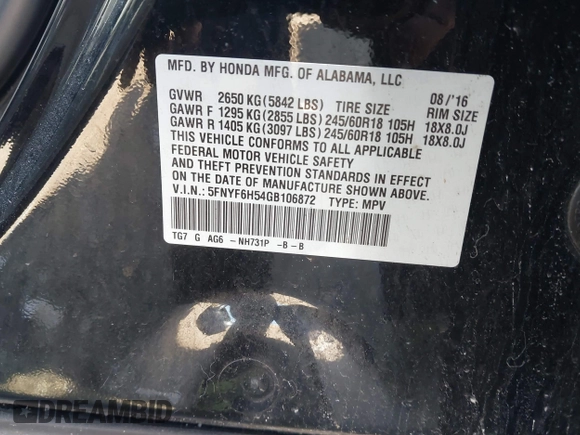 MFD. BY HONDA MFG. OF ALABAMA, LLC
08/'16
GVWR 2650 KG (5842 LBS) TIRE SIZE RIM SIZE
GAWR F 1295 KG (2855 LBS) 245/60R18 105H 18X8.0J
GAWR R 1405 KG (3097 LBS) 245/60R18 105H 18X8.0J
THIS VEHICLE CONFORMS TO ALL APPLICABLE
FEDERAL MOTOR VEHICLE SAFETY
AND THEFT PREVENTION STANDARDS IN EFFECT
ON THE DATE OF MANUFACTURE SHOWN ABOVE.
V.I.N.: 5FNYF6H54GB106872 TYPE: MPV
TG7 G AG6 - NH731P - B - B
DREAMBID